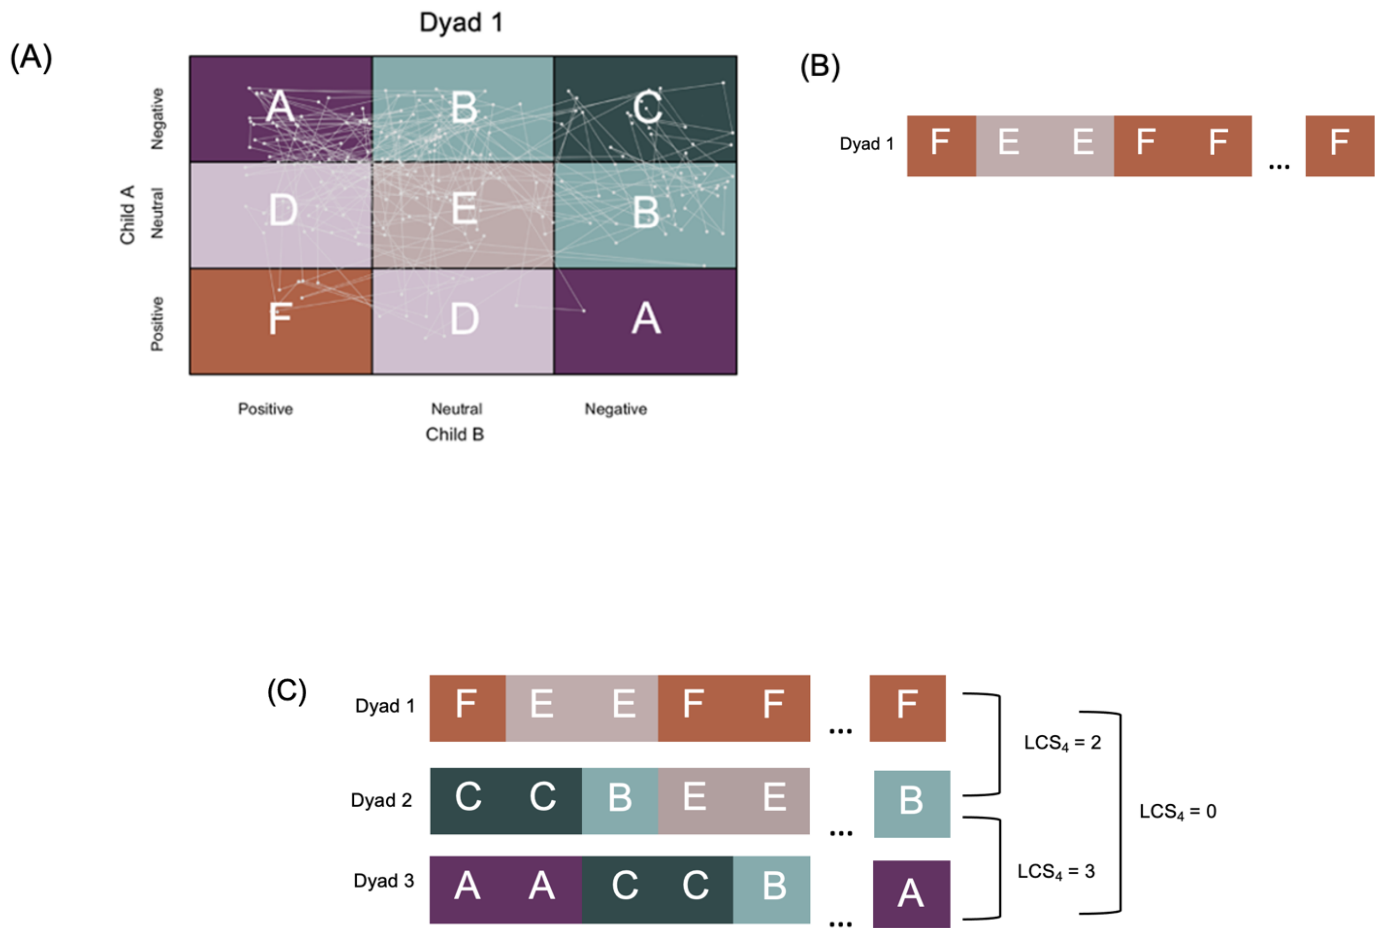 Dyad 1
(A)
A B C
D E B
F D A
Negative
Neutral
Positive
Child A
Positive Neutral Negative
Child B
(B)
Dyad 1 F E E F F ... F
(C)
Dyad 1 F E E F F ... F
Dyad 2 C C B E E ... B
Dyad 3 A A C C B ... A
LCS₄ = 2
LCS₄ = 3
LCS₄ = 0